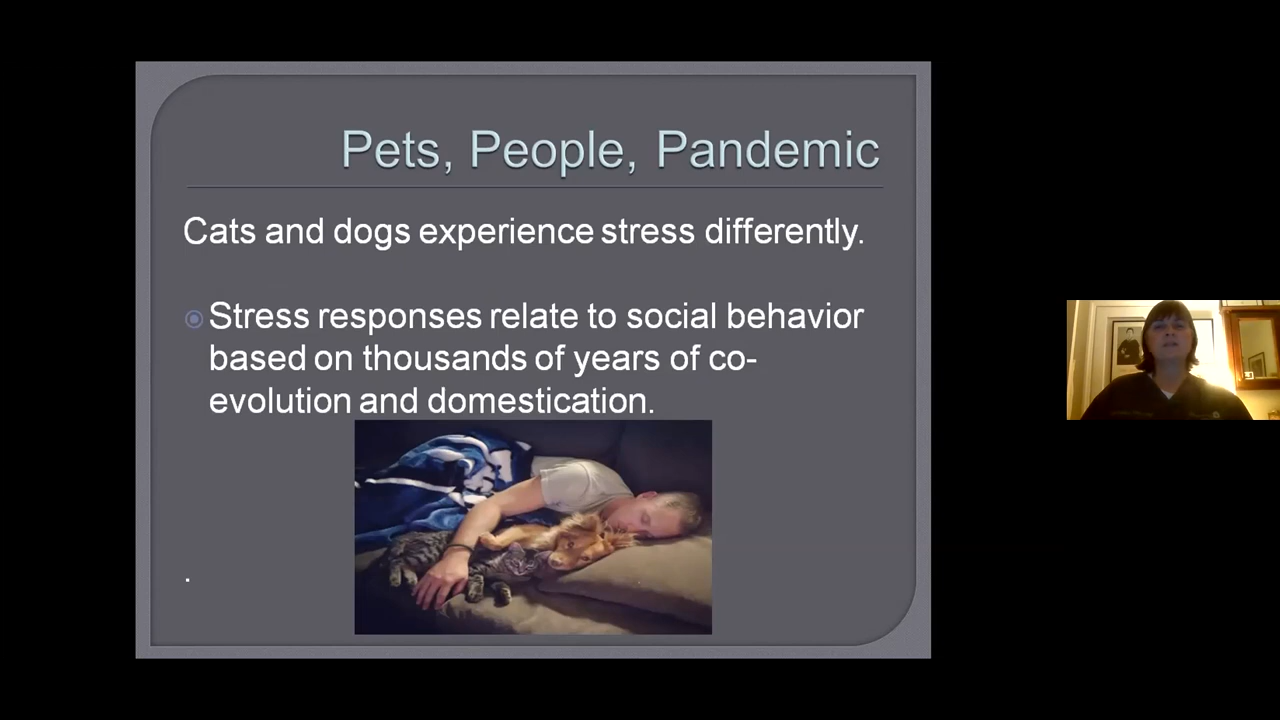 Pets, People, Pandemic
Cats and dogs experience stress differently.
Stress responses relate to social behavior
based on thousands of years of co-
evolution and domestication.
.